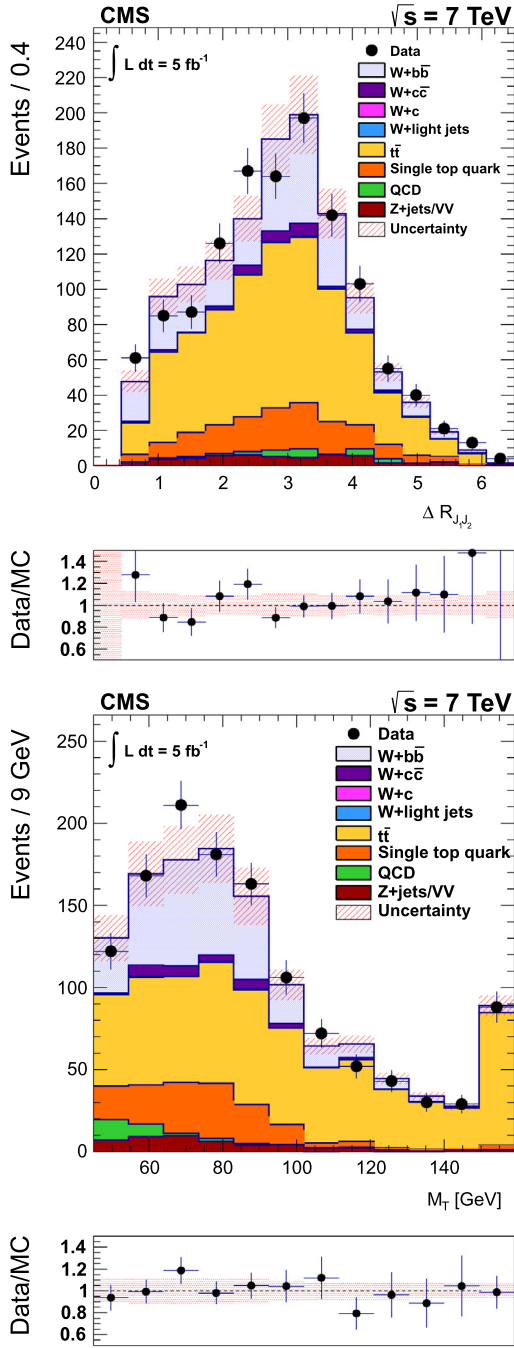 CMS √s = 7 TeV
∫ L dt = 5 fb⁻¹
Data
W+bb̅
W+cc̅
W+c
W+light jets
tt̅
Single top quark
QCD
Z+jets/VV
Uncertainty
Events / 0.4
240
220
200
180
160
140
120
100
80
60
40
20
0
0 1 2 3 4 5 6
Δ R_J₁J₂
Data/MC
1.4
1.2
1
0.8
0.6
CMS √s = 7 TeV
∫ L dt = 5 fb⁻¹
Data
W+bb̅
W+cc̅
W+c
W+light jets
tt̅
Single top quark
QCD
Z+jets/VV
Uncertainty
Events / 9 GeV
250
200
150
100
50
0
60 80 100 120 140
M_T [GeV]
Data/MC
1.4
1.2
1
0.8
0.6